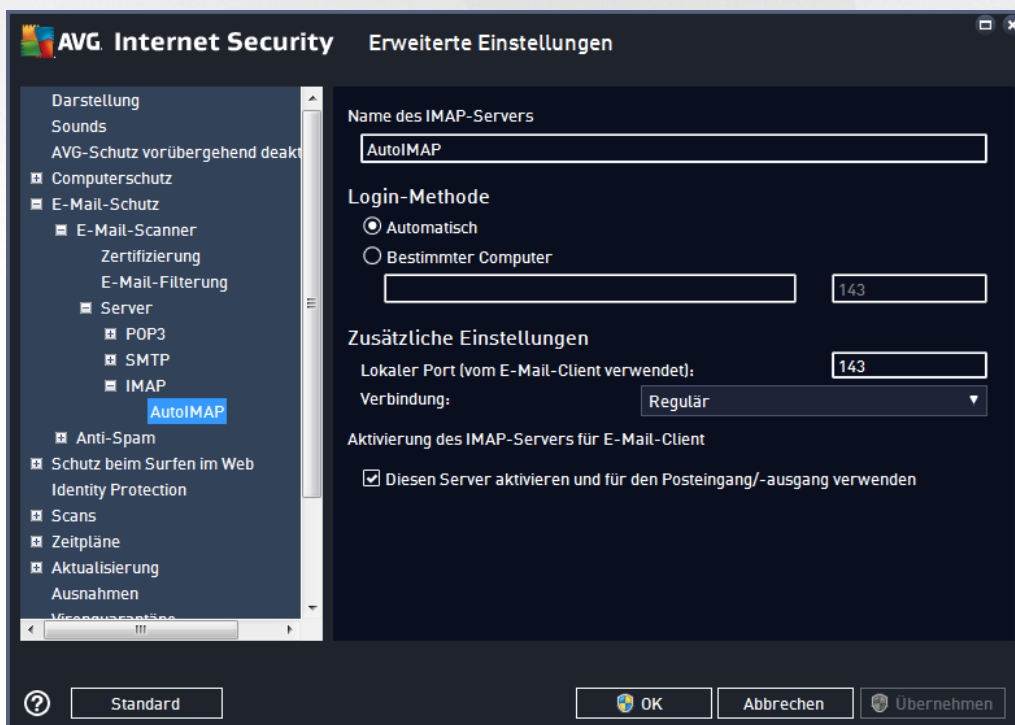 AVG. Internet Security Erweiterte Einstellungen
Darstellung
Sounds
AVG-Schutz vorübergehend deakt
Computerschutz
E-Mail-Schutz
E-Mail-Scanner
Zertifizierung
E-Mail-Filterung
Server
POP3
SMTP
IMAP
AutoIMAP
Anti-Spam
Schutz beim Surfen im Web
Identity Protection
Scans
Zeitpläne
Aktualisierung
Ausnahmen
Virenquarantäne
Name des IMAP-Servers
AutoIMAP
Login-Methode
Automatisch
Bestimmter Computer
143
Zusätzliche Einstellungen
Lokaler Port (vom E-Mail-Client verwendet): 143
Verbindung: Regulär
Aktivierung des IMAP-Servers für E-Mail-Client
Diesen Server aktivieren und für den Posteingang/-ausgang verwenden
? Standard OK Abbrechen Übernehmen